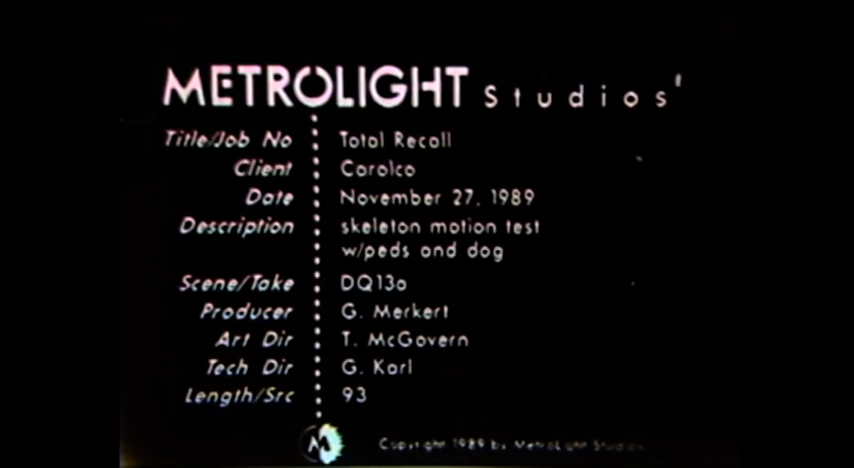 METROLIGHT Studios'
Title/Job No Total Recall
Client Carolco
Date November 27, 1989
Description skeleton motion test
w/peds and dog
Scene/Take DQ13a
Producer G. Merkert
Art Dir T. McGovern
Tech Dir G. Karl
Length/Src 93
M Copyright 1989 by MetroLight Studios